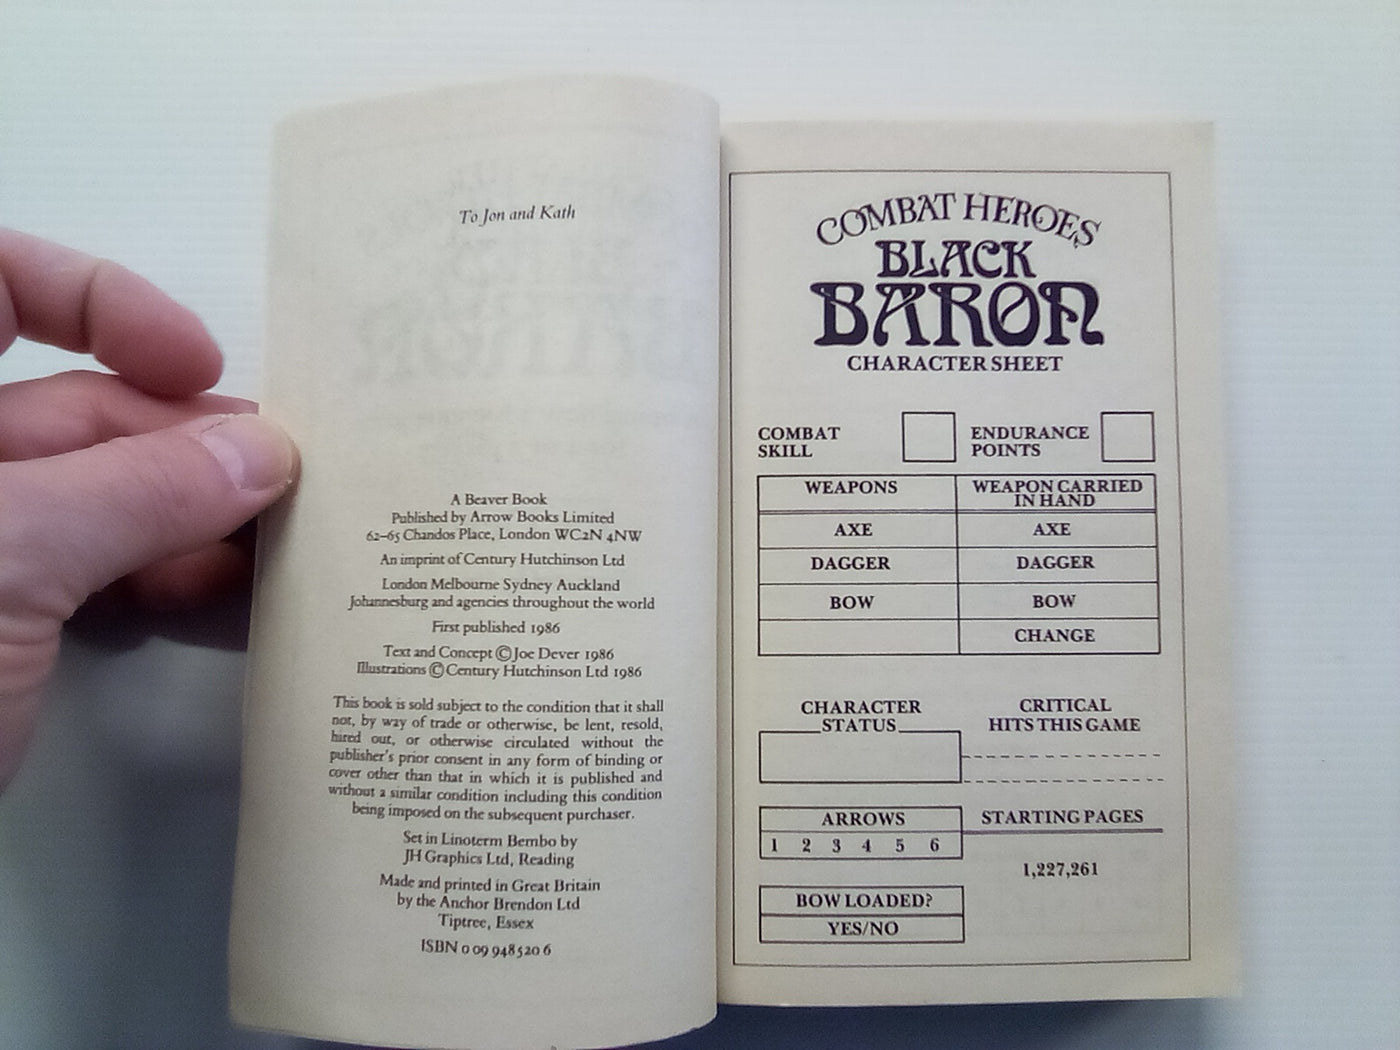 To Jon and Kath
A Beaver Book
Published by Arrow Books Limited
62–65 Chandos Place, London WC2N 4NW
An imprint of Century Hutchinson Ltd
London Melbourne Sydney Auckland
Johannesburg and agencies throughout the world
First published 1986
Text and Concept © Joe Dever 1986
Illustrations © Century Hutchinson Ltd 1986
This book is sold subject to the condition that it shall
not, by way of trade or otherwise, be lent, resold,
hired out, or otherwise circulated without the
publisher's prior consent in any form of binding or
cover other than that in which it is published and
without a similar condition including this condition
being imposed on the subsequent purchaser.
Set in Linoterm Bembo by
JH Graphics Ltd, Reading
Made and printed in Great Britain
by the Anchor Brendon Ltd
Tiptree, Essex
ISBN 0 09 948520 6
COMBAT HEROES
BLACK
BARON
CHARACTER SHEET
COMBAT
SKILL
ENDURANCE
POINTS
WEAPONS
WEAPON CARRIED
IN HAND
AXE
AXE
DAGGER
DAGGER
BOW
BOW
CHANGE
CHARACTER
STATUS
CRITICAL
HITS THIS GAME
ARROWS
1 2 3 4 5 6
STARTING PAGES
1,227,261
BOW LOADED?
YES/NO